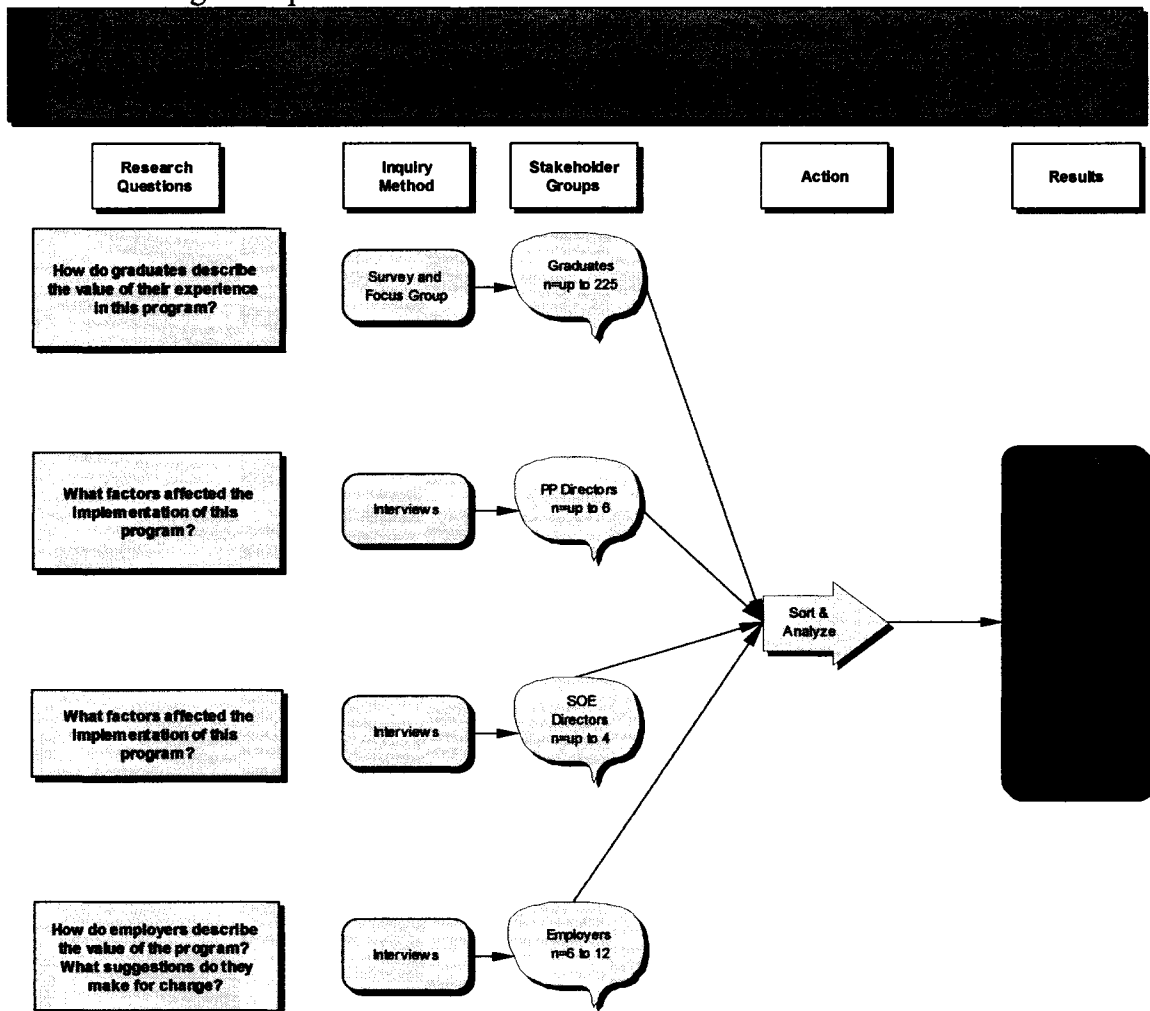 Research
Questions
Inquiry
Method
Stakeholder
Groups
Action
Results
How do graduates describe
the value of their experience
in this program?
Survey and
Focus Group
Graduates
n=up to 225
What factors affected the
implementation of this
program?
Interviews
PP Directors
n=up to 6
Sort &
Analyze
What factors affected the
implementation of this
program?
Interviews
SOE
Directors
n=up to 4
How do employers describe
the value of the program?
What suggestions do they
make for change?
Interviews
Employers
n=6 to 12